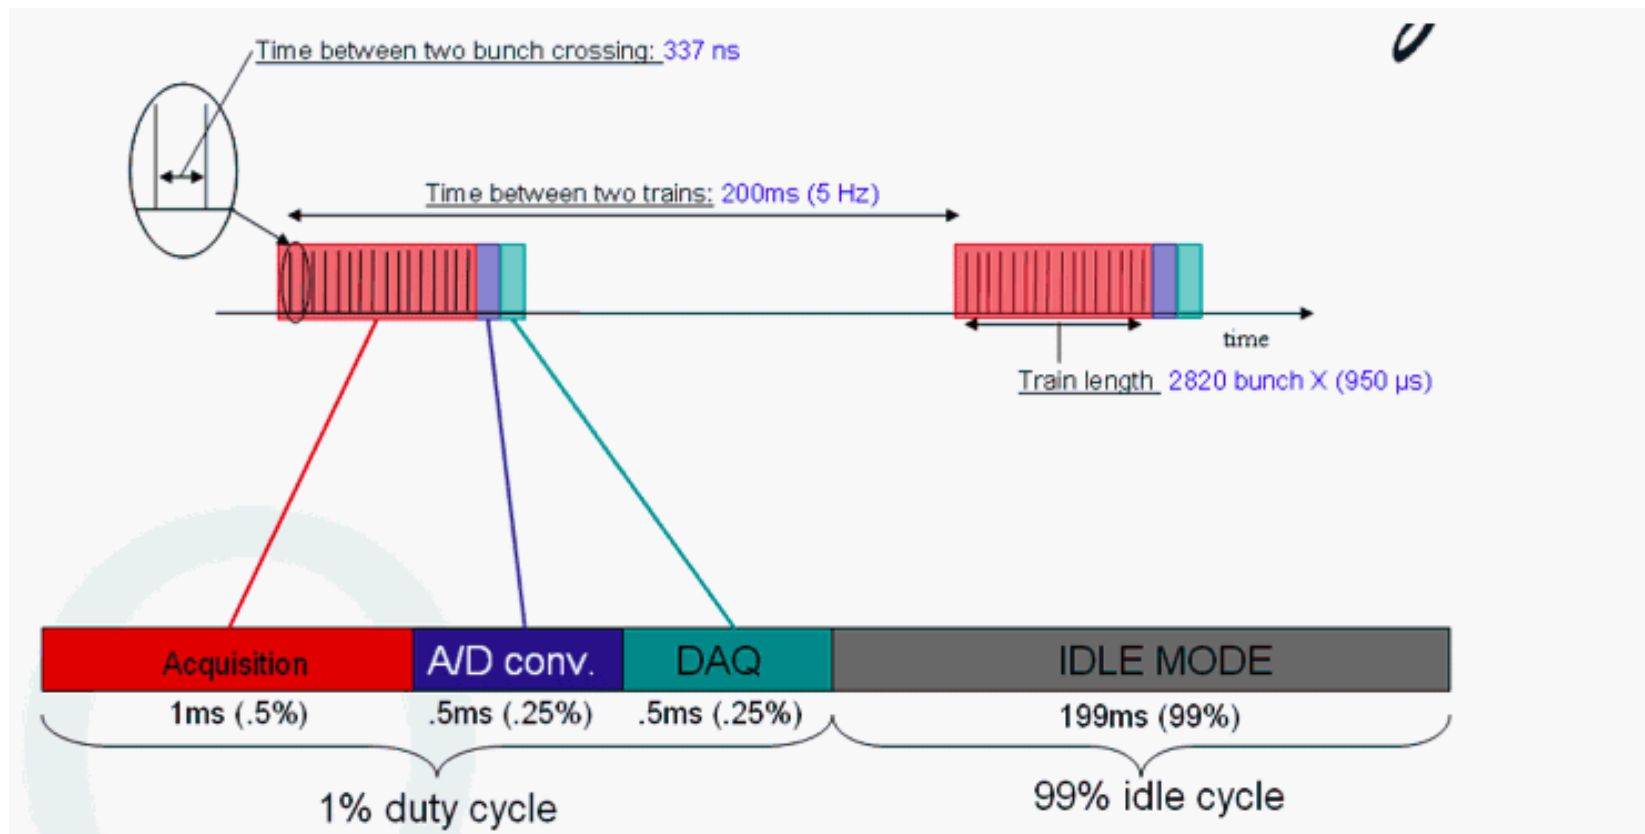 Time between two bunch crossing: 337 ns
Time between two trains: 200ms (5 Hz)
time
Train length 2820 bunch X (950 µs)
Acquisition A/D conv. DAQ IDLE MODE
1ms (.5%) .5ms (.25%) .5ms (.25%) 199ms (99%)
1% duty cycle 99% idle cycle